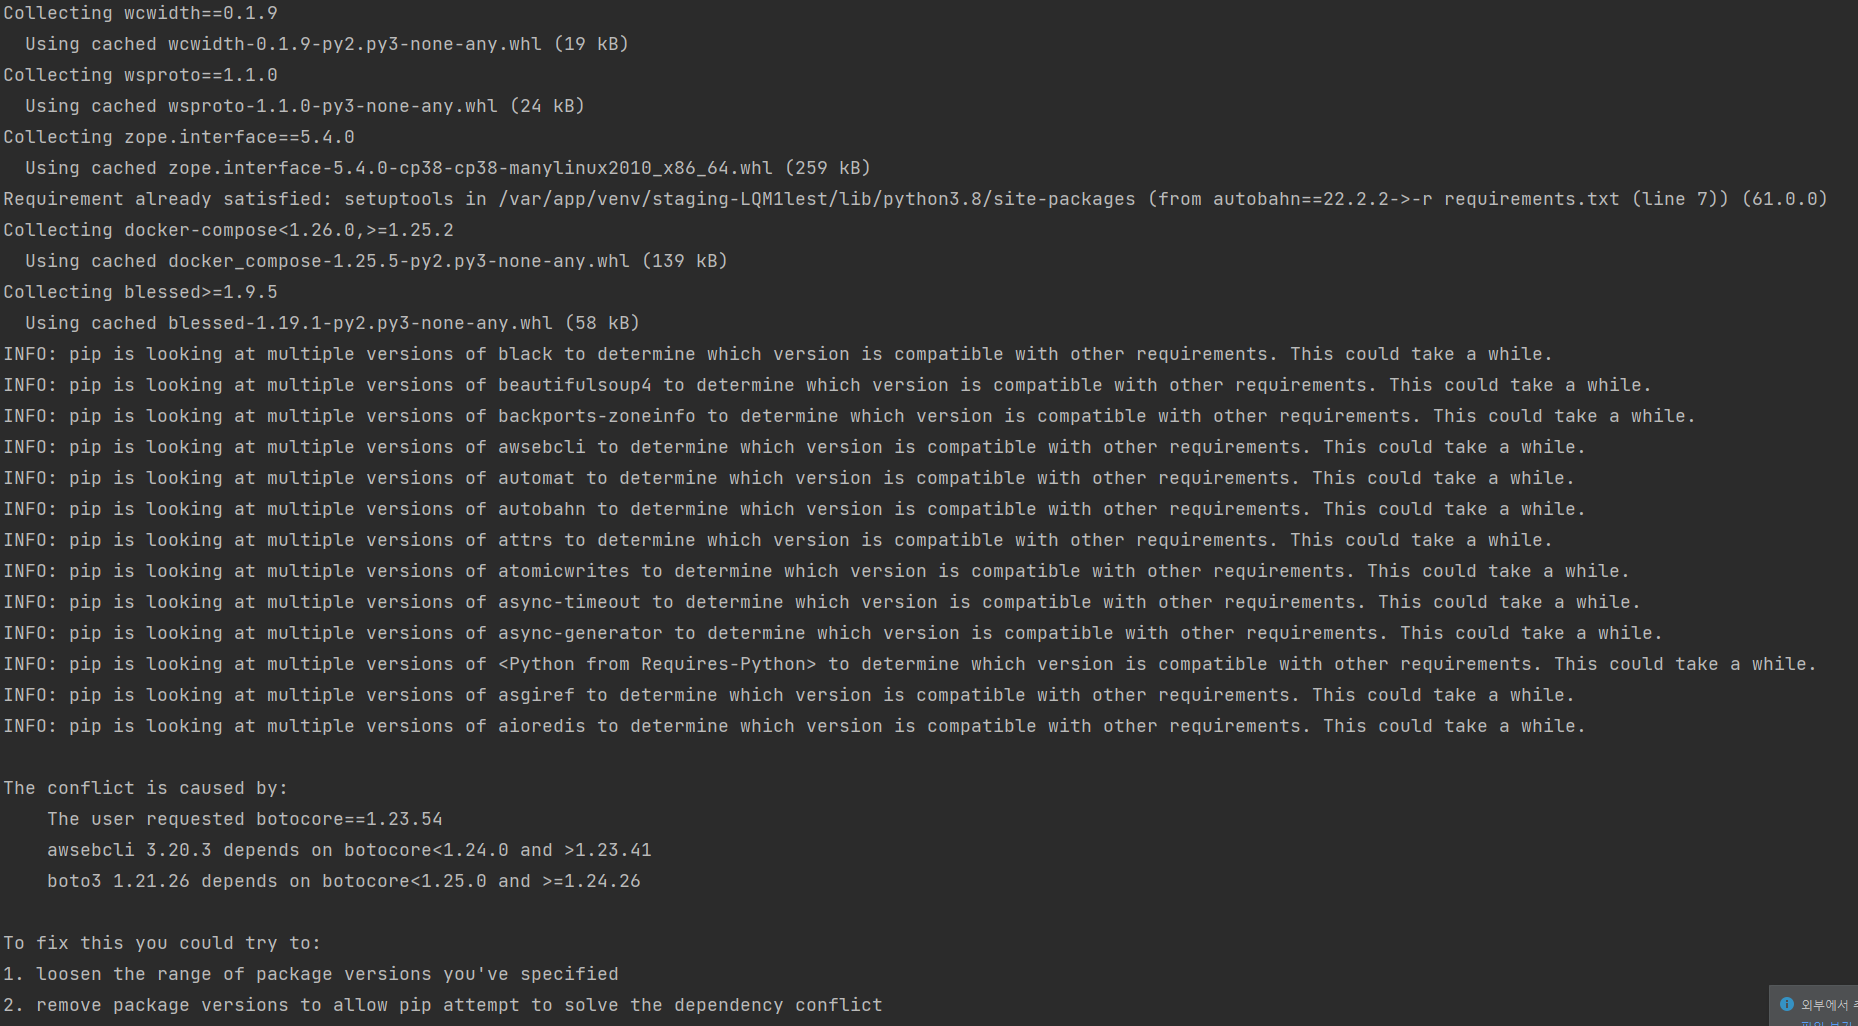 Collecting wcwidth==0.1.9
Using cached wcwidth-0.1.9-py2.py3-none-any.whl (19 kB)
Collecting wsproto==1.1.0
Using cached wsproto-1.1.0-py3-none-any.whl (24 kB)
Collecting zope.interface==5.4.0
Using cached zope.interface-5.4.0-cp38-cp38-manylinux2010_x86_64.whl (259 kB)
Requirement already satisfied: setuptools in /var/app/venv/staging-LQM1lest/lib/python3.8/site-packages (from autobahn==22.2.2->-r requirements.txt (line 7)) (61.0.0)
Collecting docker-compose<1.26.0,>=1.25.2
Using cached docker_compose-1.25.5-py2.py3-none-any.whl (139 kB)
Collecting blessed>=1.9.5
Using cached blessed-1.19.1-py2.py3-none-any.whl (58 kB)
INFO: pip is looking at multiple versions of black to determine which version is compatible with other requirements. This could take a while.
INFO: pip is looking at multiple versions of beautifulsoup4 to determine which version is compatible with other requirements. This could take a while.
INFO: pip is looking at multiple versions of backports-zoneinfo to determine which version is compatible with other requirements. This could take a while.
INFO: pip is looking at multiple versions of awsebcli to determine which version is compatible with other requirements. This could take a while.
INFO: pip is looking at multiple versions of automat to determine which version is compatible with other requirements. This could take a while.
INFO: pip is looking at multiple versions of autobahn to determine which version is compatible with other requirements. This could take a while.
INFO: pip is looking at multiple versions of attrs to determine which version is compatible with other requirements. This could take a while.
INFO: pip is looking at multiple versions of atomicwrites to determine which version is compatible with other requirements. This could take a while.
INFO: pip is looking at multiple versions of async-timeout to determine which version is compatible with other requirements. This could take a while.
INFO: pip is looking at multiple versions of async-generator to determine which version is compatible with other requirements. This could take a while.
INFO: pip is looking at multiple versions of <Python from Requires-Python> to determine which version is compatible with other requirements. This could take a while.
INFO: pip is looking at multiple versions of asgiref to determine which version is compatible with other requirements. This could take a while.
INFO: pip is looking at multiple versions of aioredis to determine which version is compatible with other requirements. This could take a while.
The conflict is caused by:
The user requested botocore==1.23.54
awsebcli 3.20.3 depends on botocore<1.24.0 and >1.23.41
boto3 1.21.26 depends on botocore<1.25.0 and >=1.24.26
To fix this you could try to:
1. loosen the range of package versions you've specified
2. remove package versions to allow pip attempt to solve the dependency conflict
외부에서